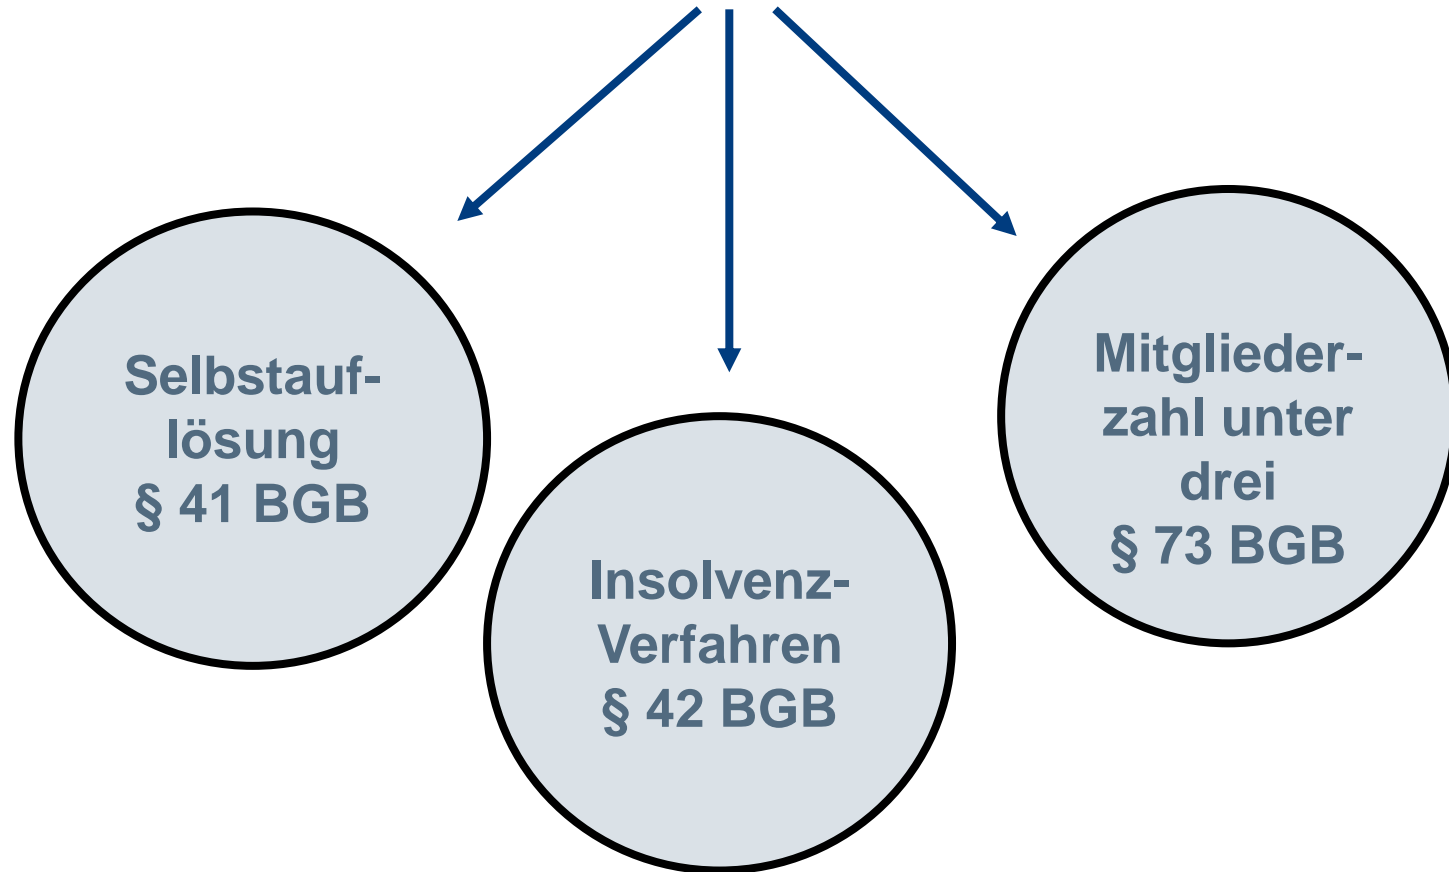 Selbstauf-
lösung
§ 41 BGB
Insolvenz-
Verfahren
§ 42 BGB
Mitglieder-
zahl unter
drei
§ 73 BGB